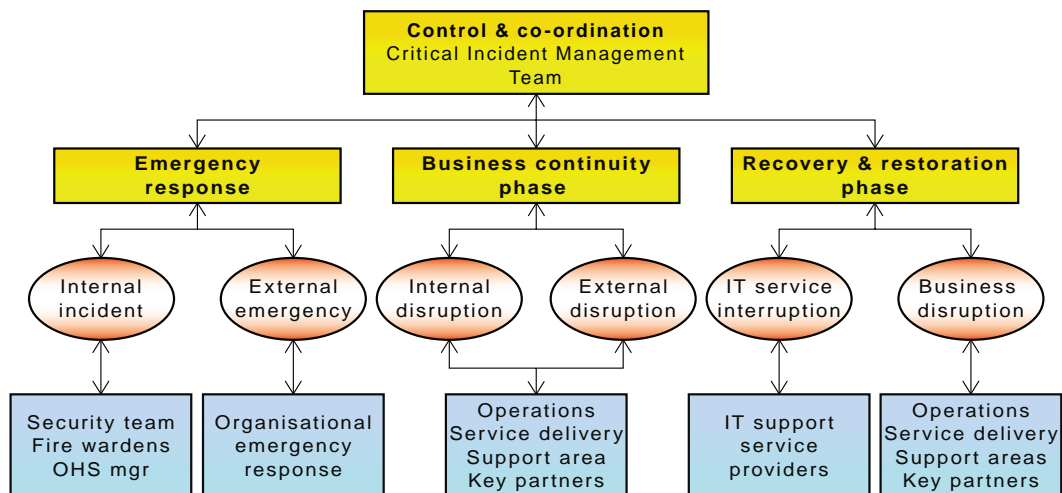 Control & co-ordination
Critical Incident Management
Team
Emergency
response
Business continuity
phase
Recovery & restoration
phase
Internal
incident
External
emergency
Internal
disruption
External
disruption
IT service
interruption
Business
disruption
Security team
Fire wardens
OHS mgr
Organisational
emergency
response
Operations
Service delivery
Support area
Key partners
IT support
service
providers
Operations
Service delivery
Support areas
Key partners